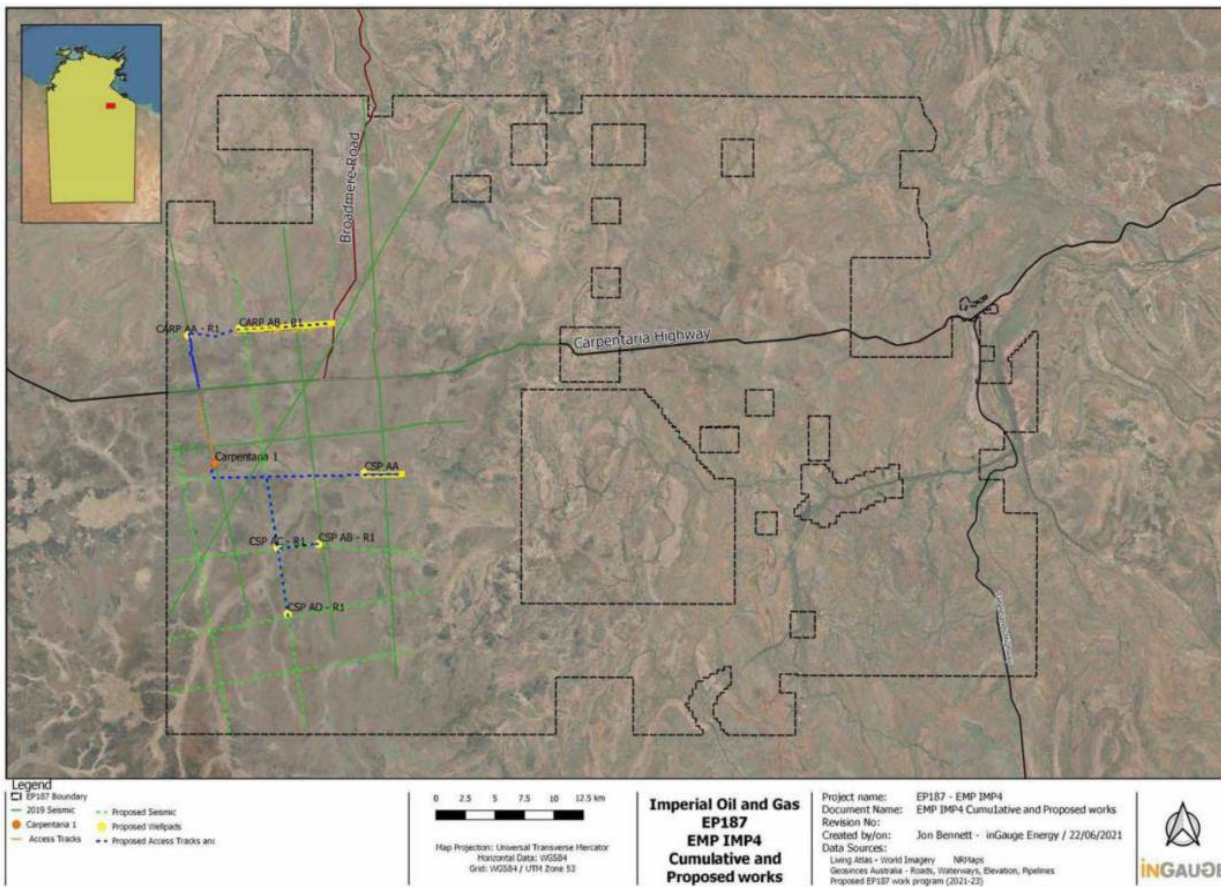 Broadmere Road
CARP AA - R1
CARP AB - R1
Carpentaria Highway
Carpentaria 1
CSP AA
CSP AC - R1
CSP AB - R1
CSP AD - R1
Legend
EP187 Boundary
2019 Seismic
Carpentaria 1
Access Tracks
Proposed Seismic
Proposed Wellpads
Proposed Access Tracks anc
0 2.5 5 7.5 10 12.5 km
Map Projection: Universal Transverse Mercator
Horizontal Data: WGS84
Grid: WGS84 / UTM Zone 53
Imperial Oil and Gas
EP187
EMP IMP4
Cumulative and
Proposed works
Project name: EP187 - EMP IMP4
Document Name: EMP IMP4 Cumulative and Proposed works
Revision No:
Created by/on: Jon Bennett - inGauge Energy / 22/06/2021
Data Sources:
Living Atlas - World Imagery NRMaps
Geosinces Australia - Roads, Waterways, Elevation, Pipelines
Proposed EP187 work program (2021-23)
INGAUGE